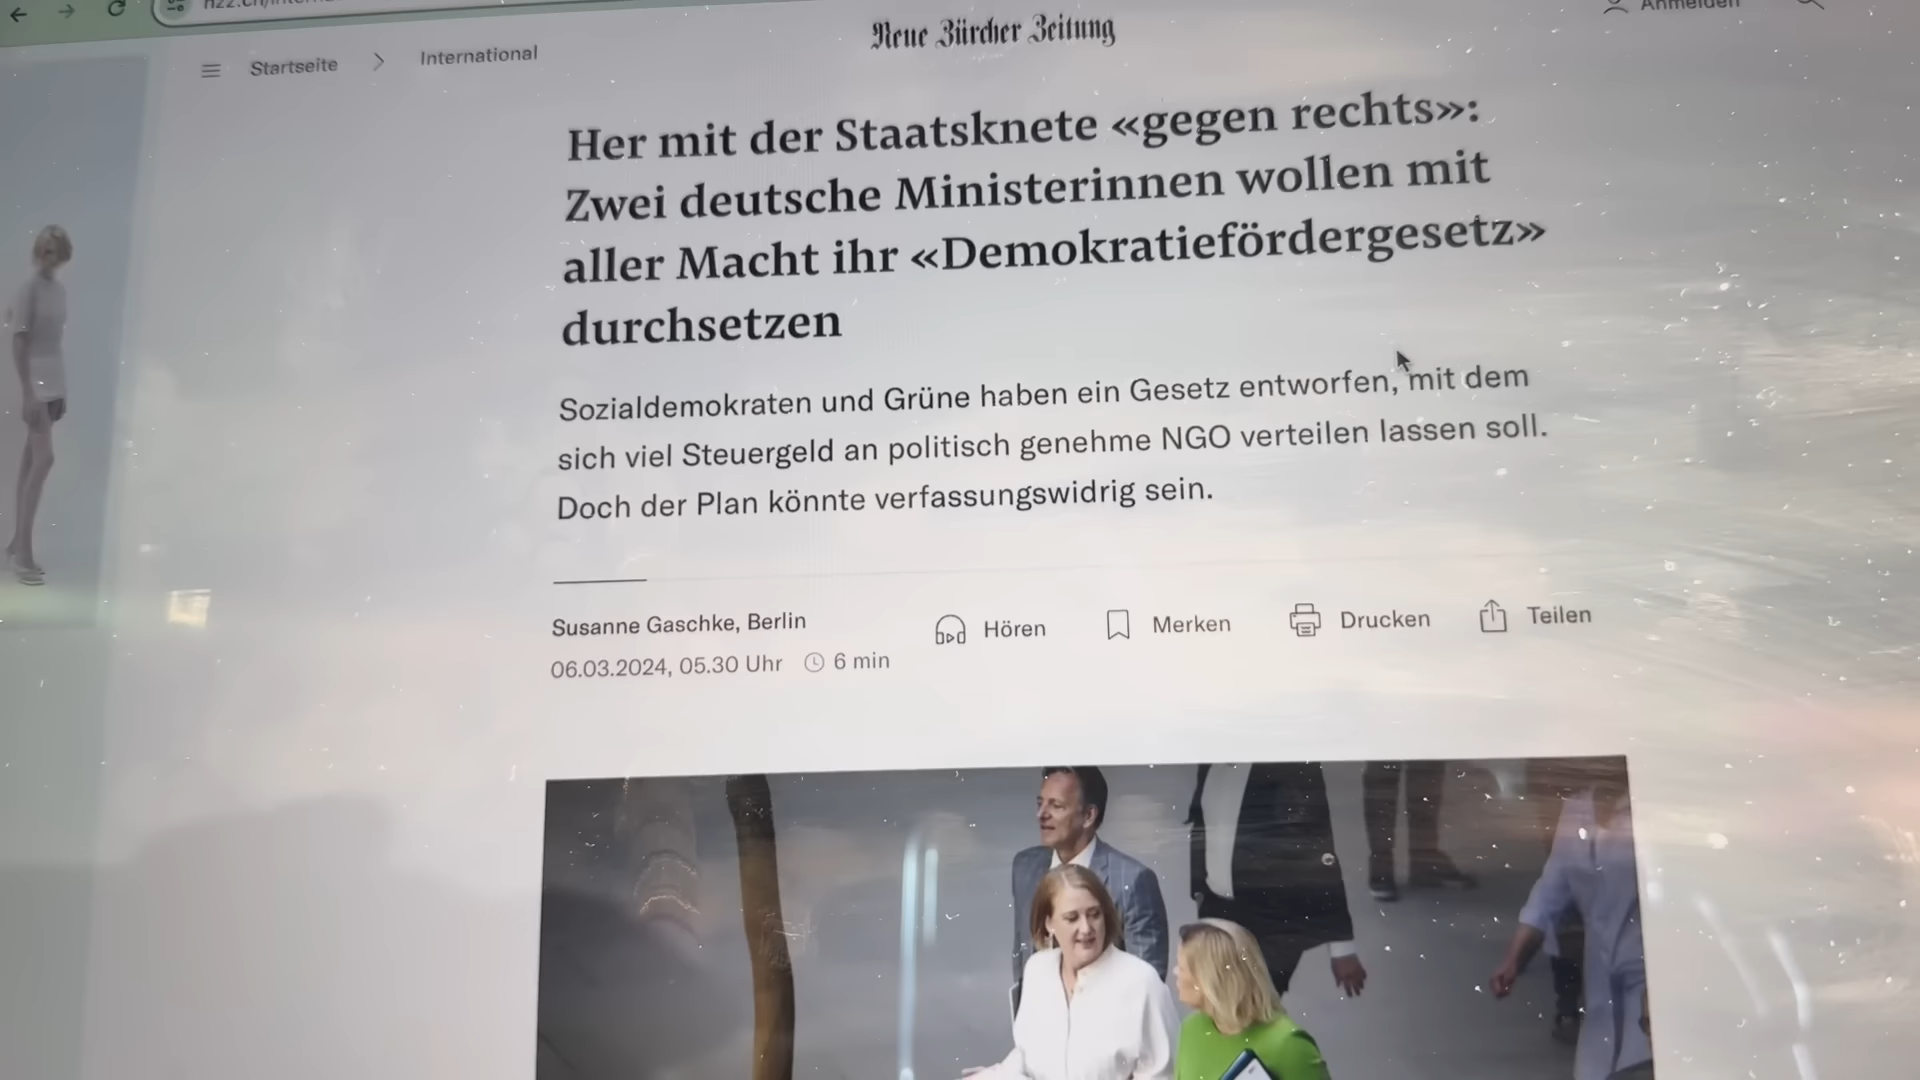 Neue Zürcher Zeitung
Startseite > International
Her mit der Staatsknete «gegen rechts»:
Zwei deutsche Ministerinnen wollen mit
aller Macht ihr «Demokratiefördergesetz»
durchsetzen
Sozialdemokraten und Grüne haben ein Gesetz entworfen, mit dem
sich viel Steuergeld an politisch genehme NGO verteilen lassen soll.
Doch der Plan könnte verfassungswidrig sein.
Susanne Gaschke, Berlin
06.03.2024, 05.30 Uhr 6 min
Hören Merken Drucken Teilen